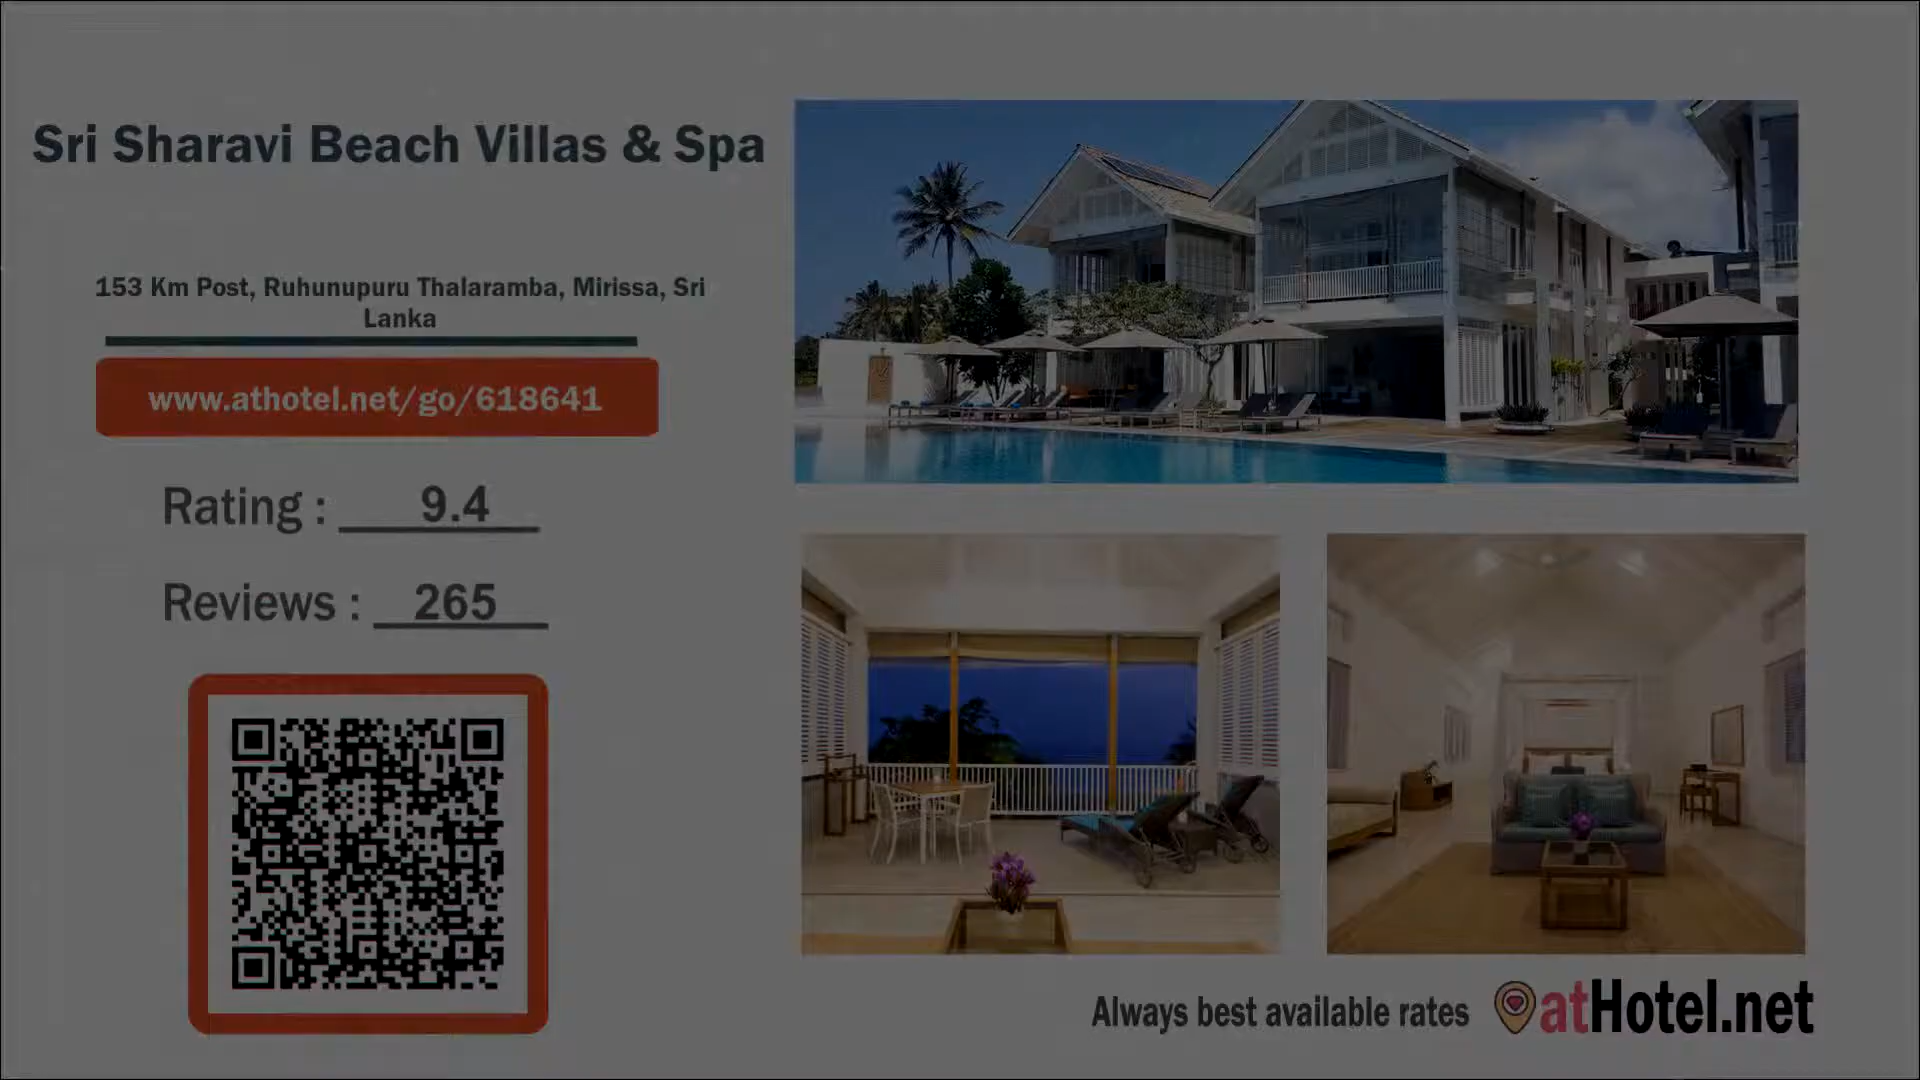 Sri Sharavi Beach Villas & Spa
153 Km Post, Ruhunupuru Thalaramba, Mirissa, Sri
Lanka
www.athotel.net/go/618641
Rating : 9.4
Reviews : 265
Always best available rates
atHotel.net